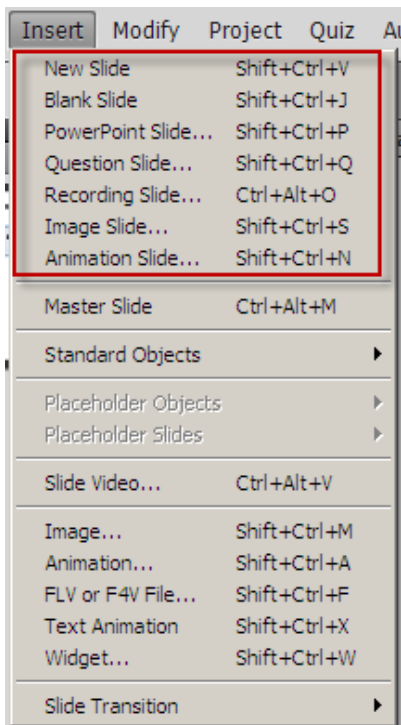 Insert Modify Project Quiz
New Slide Shift+Ctrl+V
Blank Slide Shift+Ctrl+J
PowerPoint Slide... Shift+Ctrl+P
Question Slide... Shift+Ctrl+Q
Recording Slide... Ctrl+Alt+O
Image Slide... Shift+Ctrl+S
Animation Slide... Shift+Ctrl+N
Master Slide Ctrl+Alt+M
Standard Objects
Placeholder Objects
Placeholder Slides
Slide Video... Ctrl+Alt+V
Image... Shift+Ctrl+M
Animation... Shift+Ctrl+A
FLV or F4V File... Shift+Ctrl+F
Text Animation Shift+Ctrl+X
Widget... Shift+Ctrl+W
Slide Transition